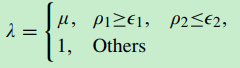 λ = { μ, ρ₁≥ϵ₁, ρ₂≤ϵ₂,
1, Others